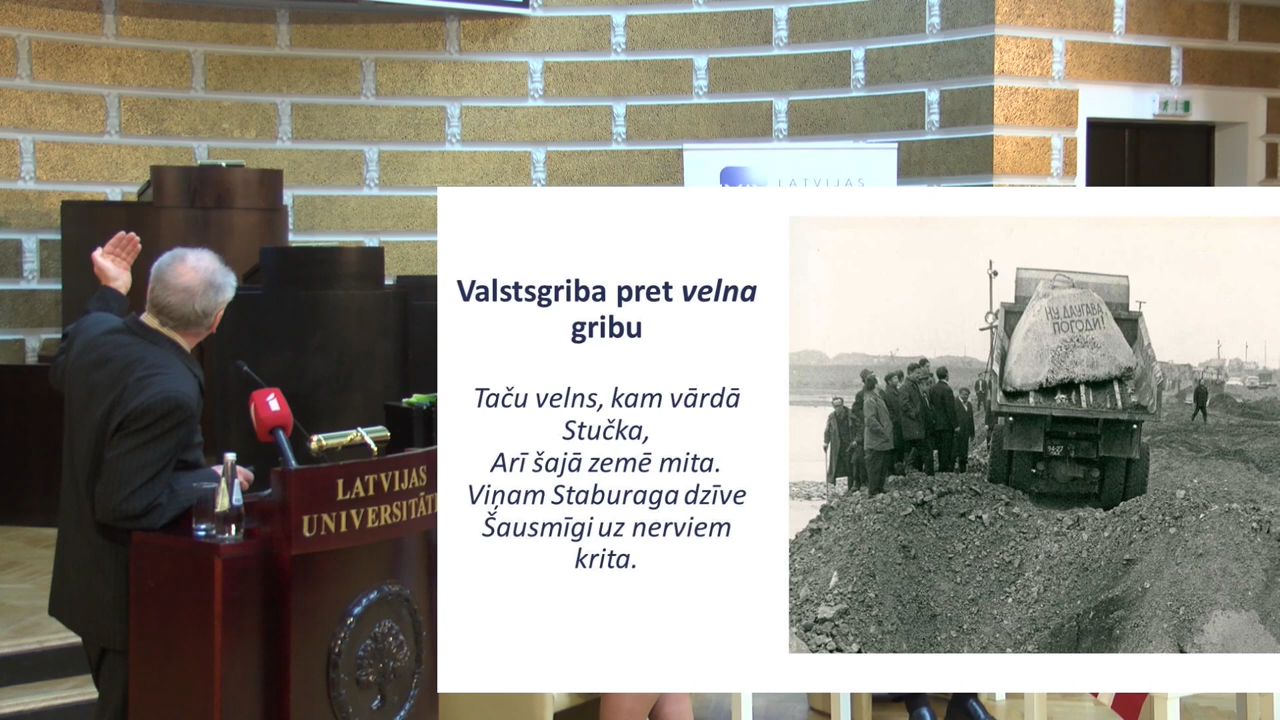 LATVIJAS
Valstsgriba pret velna
gribu
Taču velns, kam vārdā
Stučka,
Arī šajā zemē mita.
Viņam Staburaga dzīve
Šausmīgi uz nerviem
krita.
НУ, ДАУГАВА
ПОГОДИ!
LATVIJAS
UNIVERSITĀT